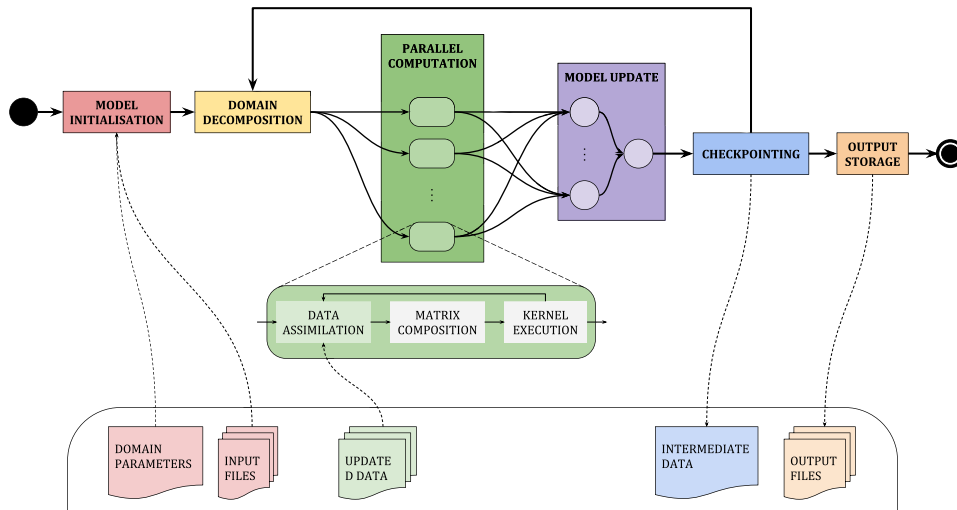 PARALLEL
COMPUTATION
MODEL UPDATE
MODEL
INITIALISATION
DOMAIN
DECOMPOSITION
CHECKPOINTING
OUTPUT
STORAGE
DATA
ASSIMILATION
MATRIX
COMPOSITION
KERNEL
EXECUTION
DOMAIN
PARAMETERS
INPUT
FILES
UPDATE
D DATA
INTERMEDIATE
DATA
OUTPUT
FILES